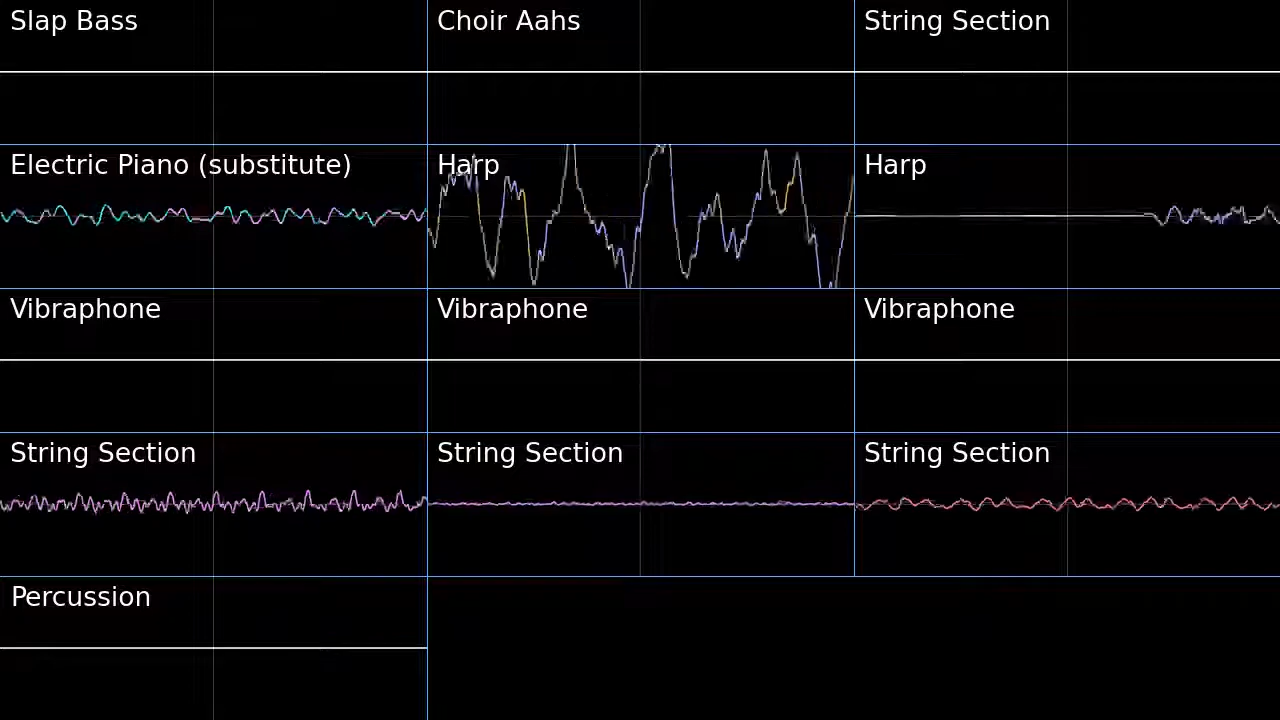 Slap Bass
Choir Aahs
String Section
Electric Piano (substitute)
Harp
Harp
Vibraphone
Vibraphone
Vibraphone
String Section
String Section
String Section
Percussion